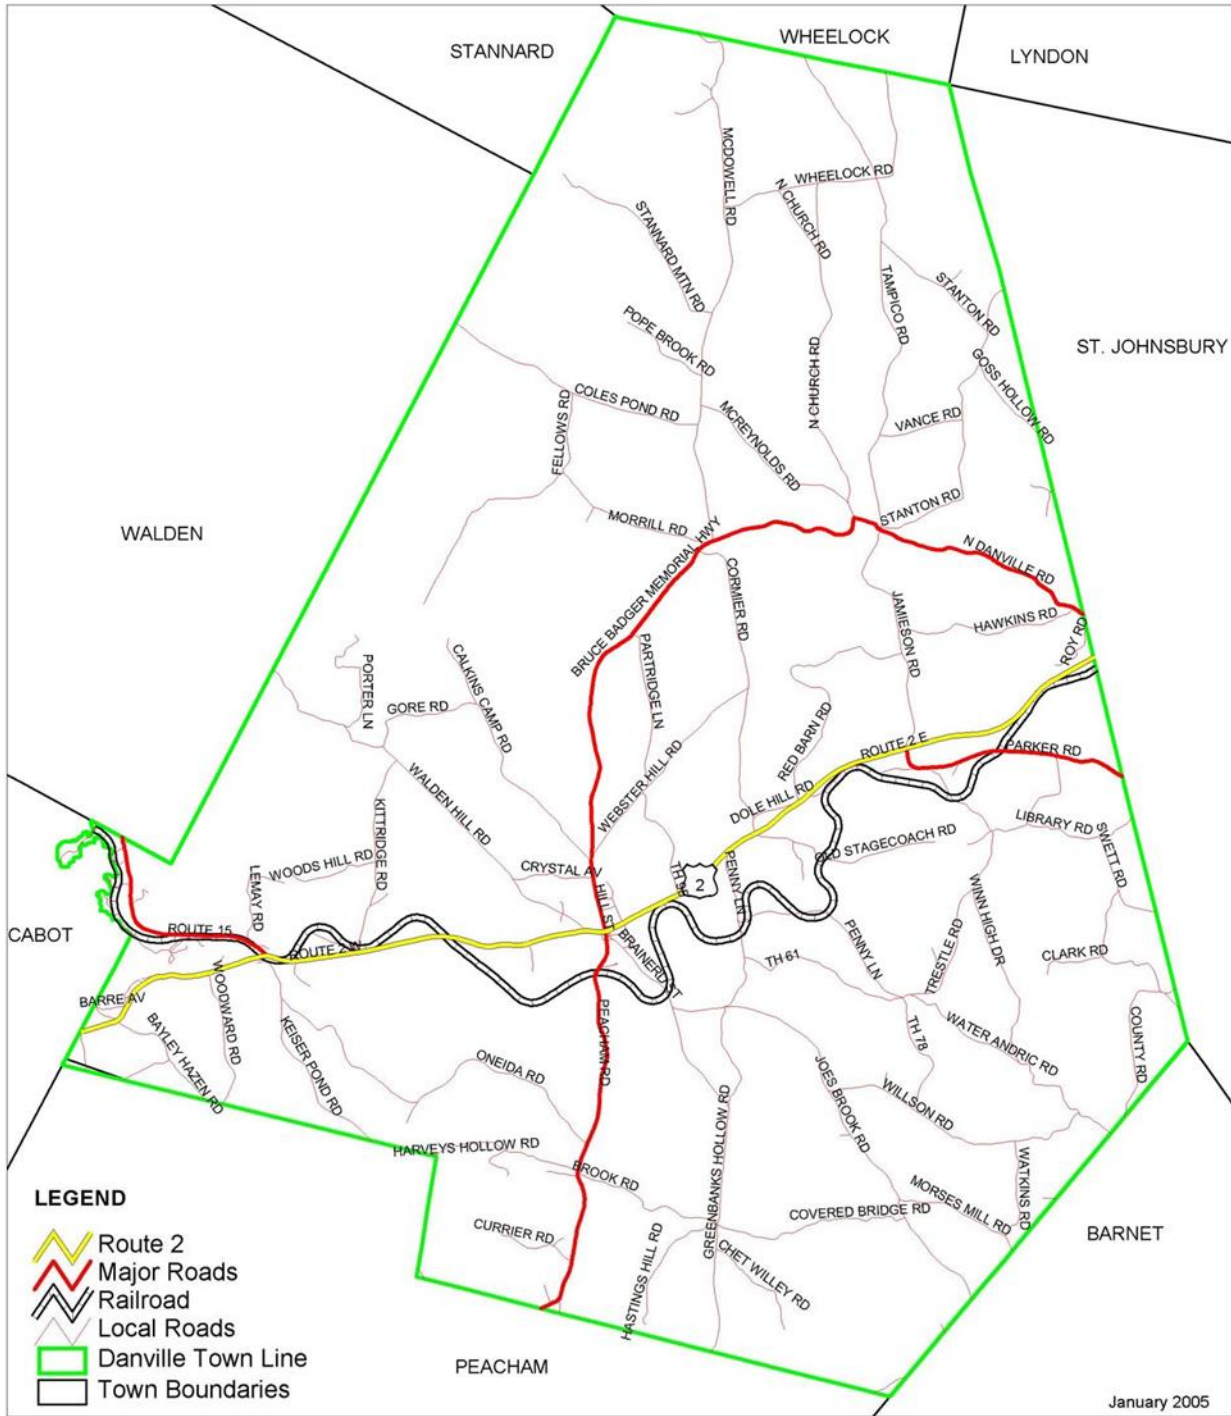 WHEELOCK
STANNARD
LYNDON
MCDOWELL RD
WHEELOCK RD
N CHURCH RD
STANNARD MTN RD
TAMPICO RD
STANTON RD
POPE BROOK RD
ST. JOHNSBURY
N CHURCH RD
GOSS HOLLOW RD
COLES POND RD
MCREYNOLDS RD
VANCE RD
FELLOWS RD
STANTON RD
MORRILL RD
WALDEN
BRUCE BADGER MEMORIAL HWY
N DANVILLE RD
CORMIER RD
JAMIESON RD
HAWKINS RD
ROY RD
PARTRIDGE LN
PORTER LN
CALKINS CAMP RD
GORE RD
RED BARN RD
ROUTE 2 E
PARKER RD
WEBSTER HILL RD
WALDEN HILL RD
DOLE HILL RD
KITTRIDGE RD
LIBRARY RD
SWETT RD
OLD STAGECOACH RD
WOODS HILL RD
CRYSTAL AV
LEMAY RD
HILL ST
2
PENNY LN
WINN HIGH DR
CABOT
ROUTE 15
ROUTE 2 W
BRAINERD ST
PENNY LN
TRESTLE RD
TH 61
CLARK RD
BARRE AV
WOODWARD RD
BAYLEY HAZEN RD
KEISER POND RD
PEACHAM RD
ONEIDA RD
TH 78
WATER ANDRIC RD
COUNTY RD
JOES BROOK RD
WILLSON RD
GREENBANKS HOLLOW RD
HARVEYS HOLLOW RD
BROOK RD
WATKINS RD
MORSES MILL RD
COVERED BRIDGE RD
CURRIER RD
HASTINGS HILL RD
CHET WILLEY RD
BARNET
PEACHAM
LEGEND
Route 2
Major Roads
Railroad
Local Roads
Danville Town Line
Town Boundaries
January 2005